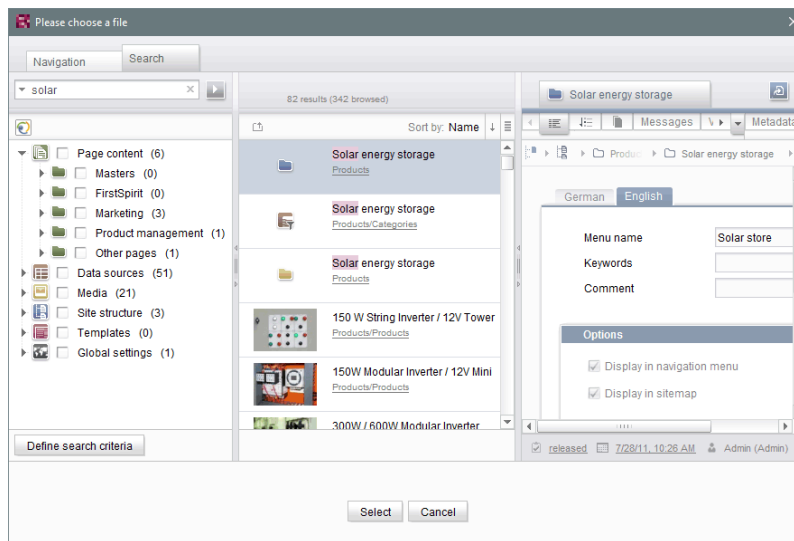 Please choose a file
Navigation
Search
solar
82 results (342 browsed)
Solar energy storage
Sort by: Name
Messages
Metadata
Page content (6)
Masters (0)
FirstSpirit (0)
Marketing (3)
Product management (1)
Other pages (1)
Data sources (51)
Media (21)
Site structure (3)
Templates (0)
Global settings (1)
Define search criteria
Solar energy storage
Products
Solar energy storage
Products/Categories
Solar energy storage
Products
150 W String Inverter / 12V Tower
Products/Products
150W Modular Inverter / 12V Mini
Products/Products
300W / 600W Modular Inverter
Solar energy storage
German
English
Menu name
Solar store
Keywords
Comment
Options
Display in navigation menu
Display in sitemap
released 7/28/11, 10:26 AM Admin (Admin)
Select
Cancel